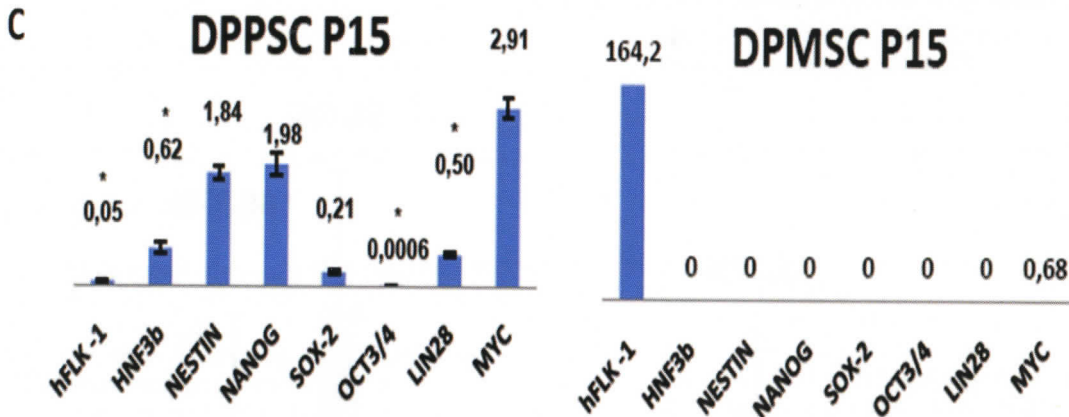 C
DPPSC P15
2,91
* 1,84
* 0,62
1,98
* 0,50
* 0,05
0,21
* 0,0006
hFLK -1 HNF3b NESTIN NANOG SOX-2 OCT3/4 LIN28 MYC
DPMSC P15
164,2
0 0 0 0 0 0 0,68
hFLK -1 HNF3b NESTIN NANOG SOX-2 OCT3/4 LIN28 MYC